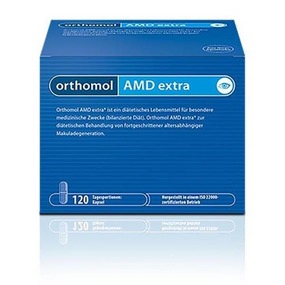 orthomol AMD extra
Orthomol AMD extra® ist ein diätetisches Lebensmittel für besondere
medizinische Zwecke (bilanzierte Diät). Orthomol AMD extra® zur
diätetischen Behandlung von fortgeschrittener altersabhängiger
Makuladegeneration.
120 Tagesportionen: Kapsel
Hergestellt in einem ISO 22000-
zertifizierten Betrieb